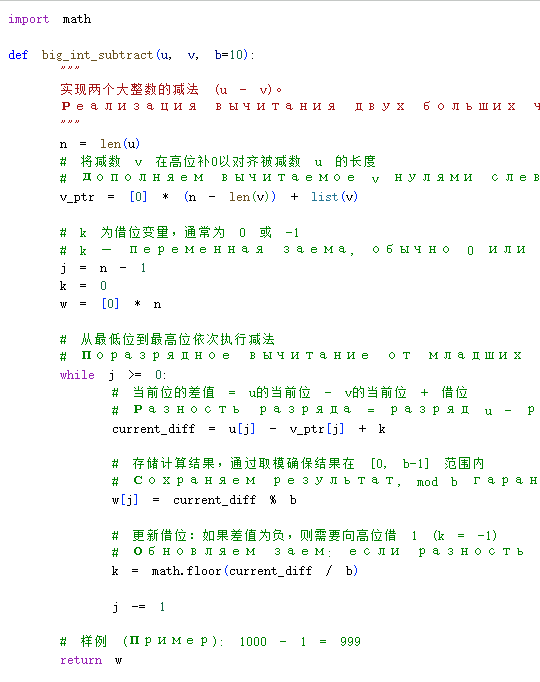 import math
def big_int_subtract(u, v, b=10):
"""
实现两个大整数的减法 (u - v)。
Реализация вычитания двух больших ч
"""
n = len(u)
# 将减数 v 在高位补0以对齐被减数 u 的长度
# Дополняем вычитаемое v нулями слев
v_ptr = [0] * (n - len(v)) + list(v)
# k 为借位变量，通常为 0 或 -1
# k — переменная заема, обычно 0 или
j = n - 1
k = 0
w = [0] * n
# 从最低位到最高位依次执行减法
# Поразрядное вычитание от младших
while j >= 0:
# 当前位的差值 = u的当前位 - v的当前位 + 借位
# Разность разряда = разряд u - р
current_diff = u[j] - v_ptr[j] + k
# 存储计算结果，通过取模确保结果在 [0, b-1] 范围内
# Сохраняем результат, mod b гаран
w[j] = current_diff % b
# 更新借位：如果差值为负，则需要向高位借 1 (k = -1)
# Обновляем заем: если разность
k = math.floor(current_diff / b)
j -= 1
# 样例 (Пример): 1000 - 1 = 999
return w